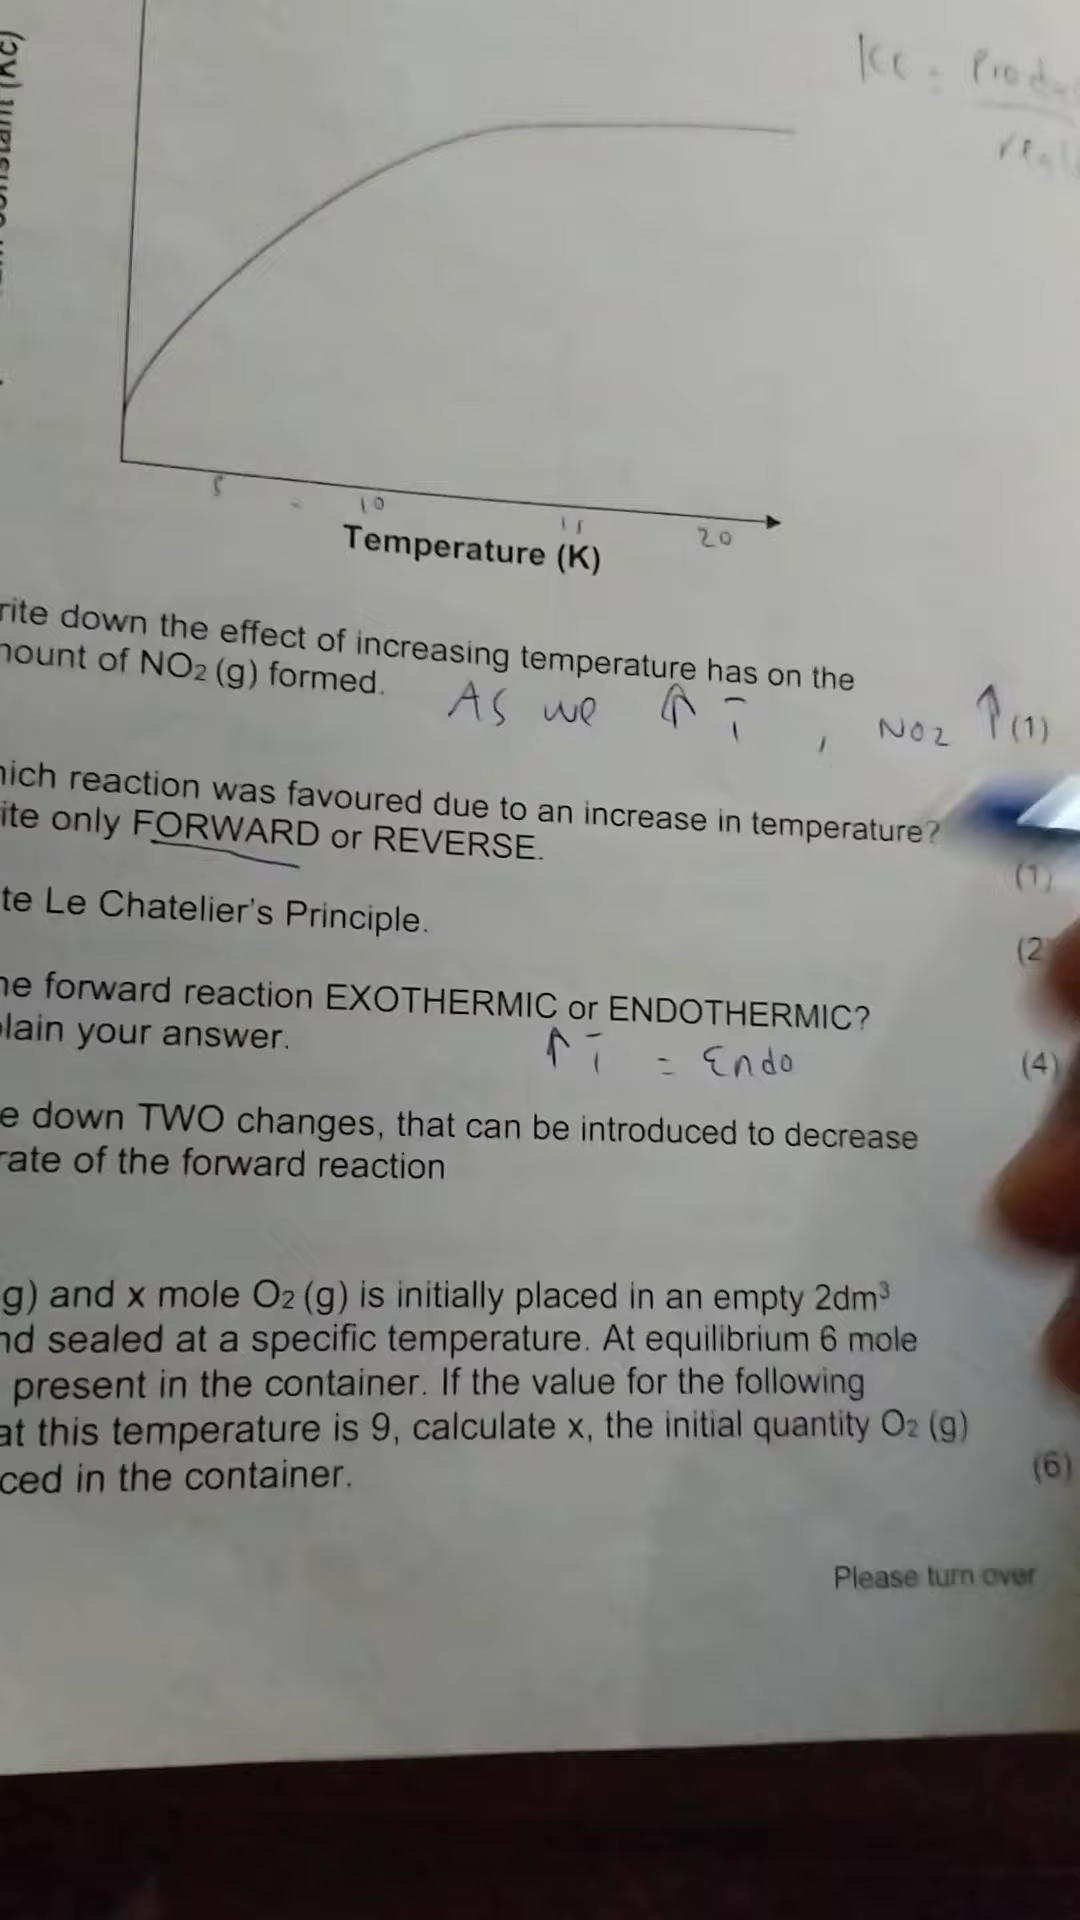 Kc =
5
10
15
20
Temperature (K)
rite down the effect of increasing temperature has on the
mount of NO2 (g) formed.
As we ↑ T , NO2 ↑ (1)
hich reaction was favoured due to an increase in temperature?
ite only FORWARD or REVERSE.
(1)
te Le Chatelier's Principle.
(2
he forward reaction EXOTHERMIC or ENDOTHERMIC?
lain your answer.
↑ T = Endo
(4)
e down TWO changes, that can be introduced to decrease
rate of the forward reaction
g) and x mole O2 (g) is initially placed in an empty 2dm³
nd sealed at a specific temperature. At equilibrium 6 mole
present in the container. If the value for the following
at this temperature is 9, calculate x, the initial quantity O2 (g)
ced in the container.
(6)
Please turn over